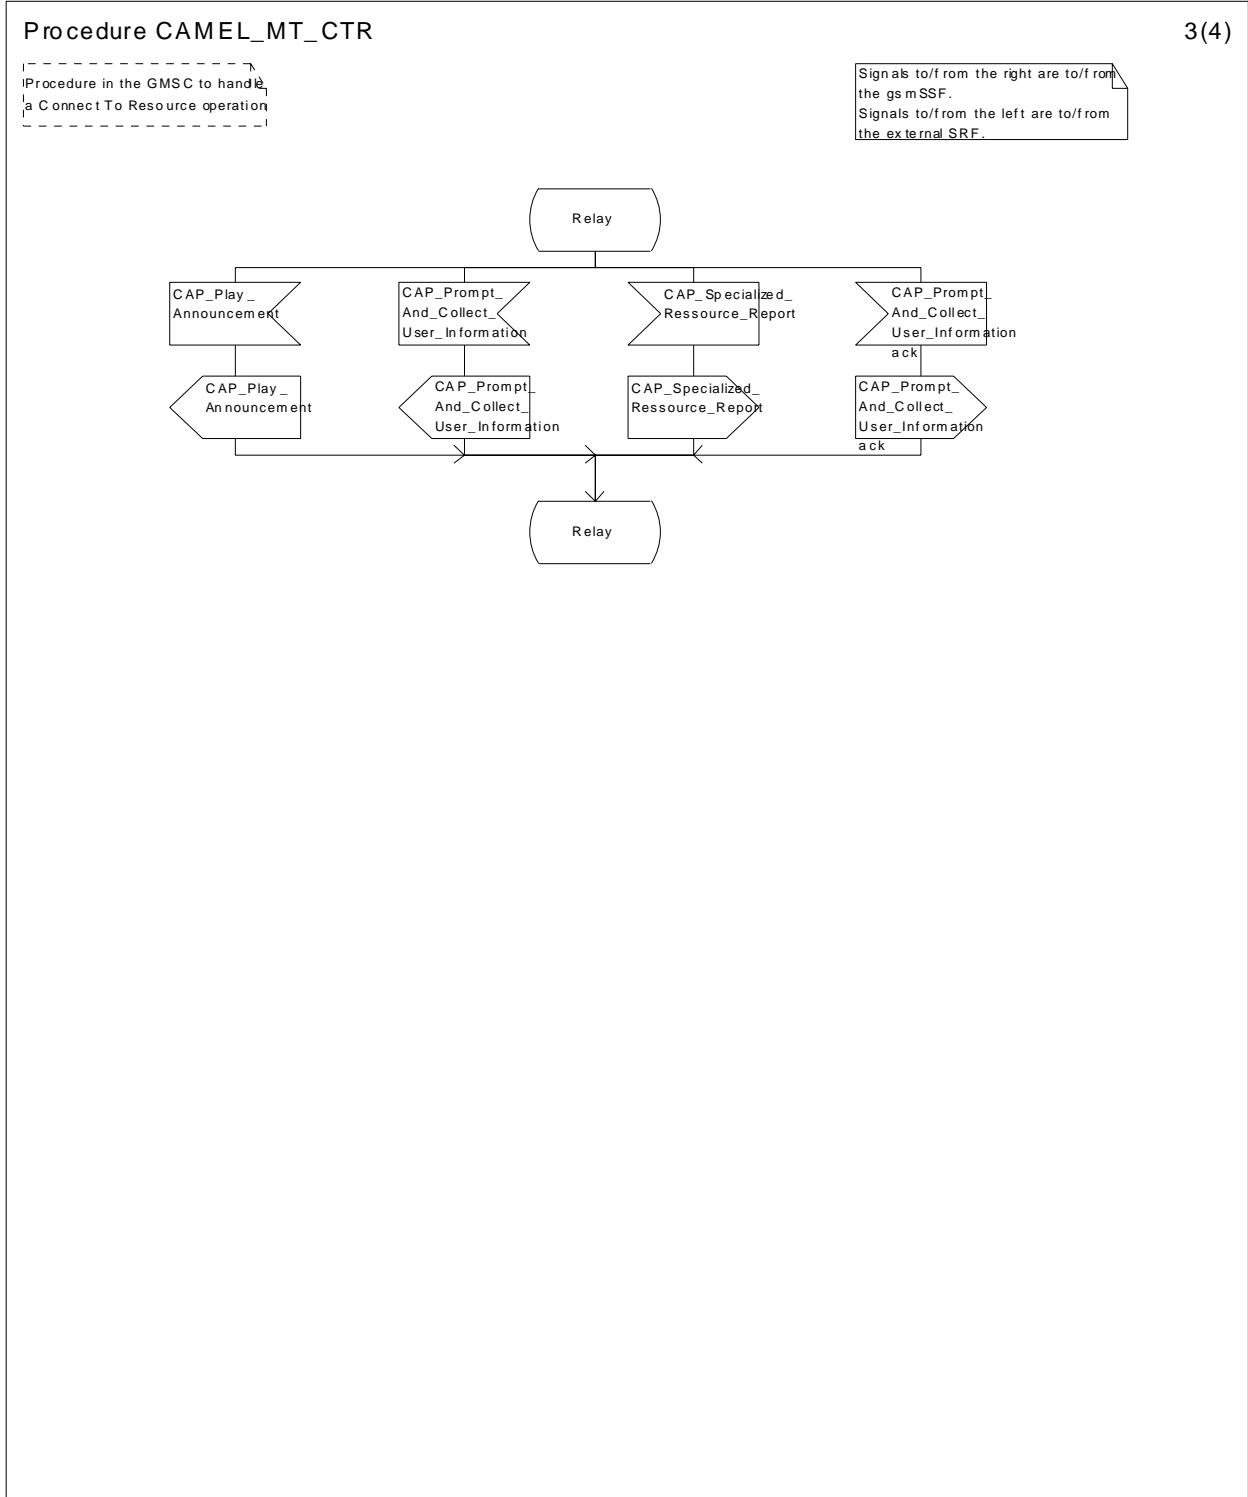 Procedure CAMEL_MT_CTR
3(4)
Procedure in the GMSC to handle
a Connect To Resource operation
Signals to/from the right are to/from
the gsmSSF.
Signals to/from the left are to/from
the external SRF.
Relay
CAP_Play_
Announcement
CAP_Prompt_
And_Collect_
User_Information
CAP_Specialized_
Ressource_Report
CAP_Prompt_
And_Collect_
User_Information
ack
CAP_Play_
Announcement
CAP_Prompt_
And_Collect_
User_Information
CAP_Specialized_
Ressource_Report
CAP_Prompt_
And_Collect_
User_Information
ack
Relay